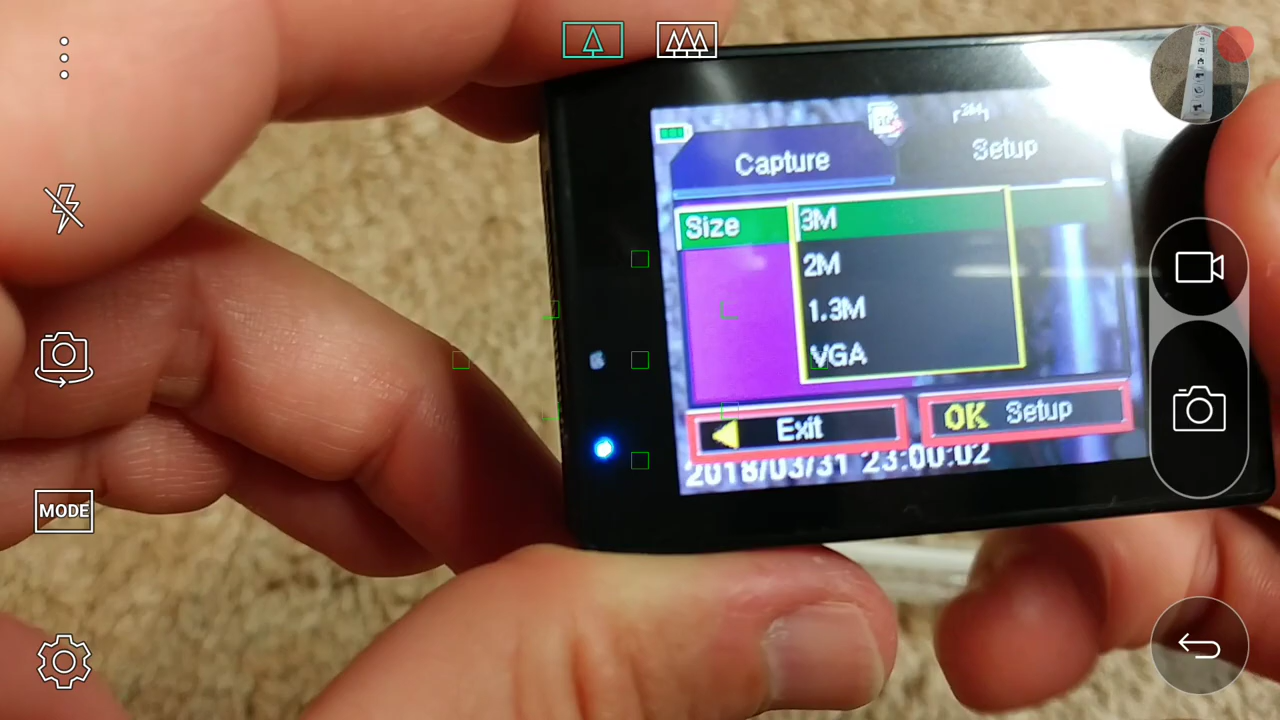 Capture
Setup
Size
3M
2M
1.3M
VGA
Exit
OK Setup
2018/03/31 23:00:02
MODE